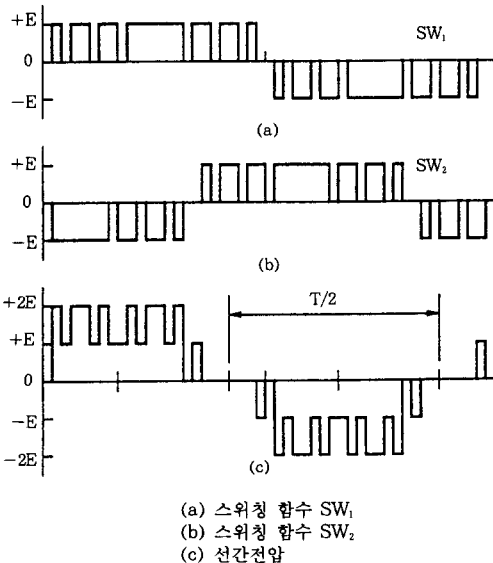 +E
SW₁
0
−E
(a)
+E
SW₂
0
−E
(b)
+2E
T/2
+E
0
−E
−2E
(c)
(a) 스위칭 함수 SW₁
(b) 스위칭 함수 SW₂
(c) 선간전압